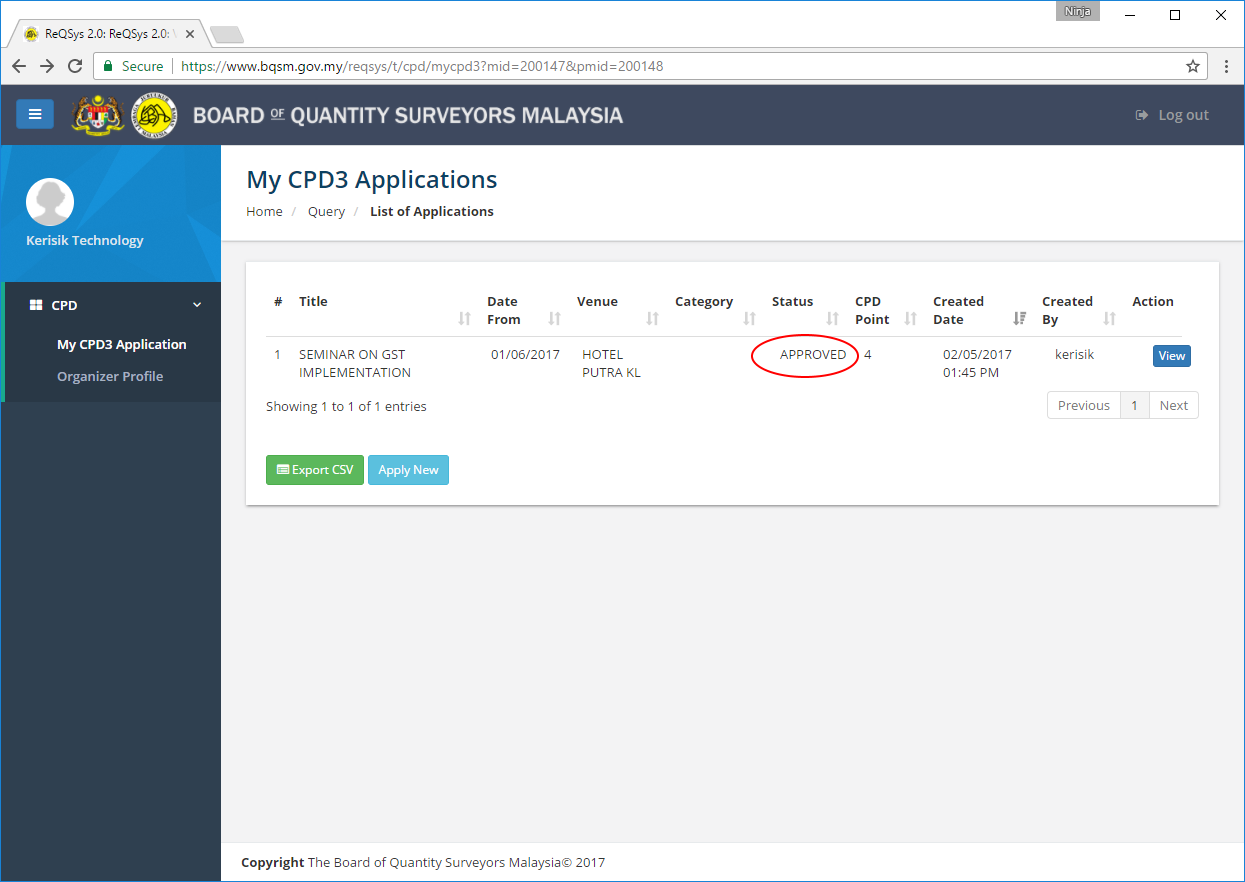 Ninja
ReQSys 2.0: ReQSys 2.0:
Secure
https://www.bqsm.gov.my/reqsys/t/cpd/mycpd3?mid=200147&pmid=200148
BOARD OF QUANTITY SURVEYORS MALAYSIA
Log out
Kerisik Technology
CPD
My CPD3 Application
Organizer Profile
My CPD3 Applications
Home / Query / List of Applications
# Title Date From Venue Category Status CPD Point Created Date Created By Action
1 SEMINAR ON GST IMPLEMENTATION 01/06/2017 HOTEL PUTRA KL APPROVED 4 02/05/2017 01:45 PM kerisik View
Showing 1 to 1 of 1 entries
Previous 1 Next
Export CSV Apply New
Copyright The Board of Quantity Surveyors Malaysia© 2017